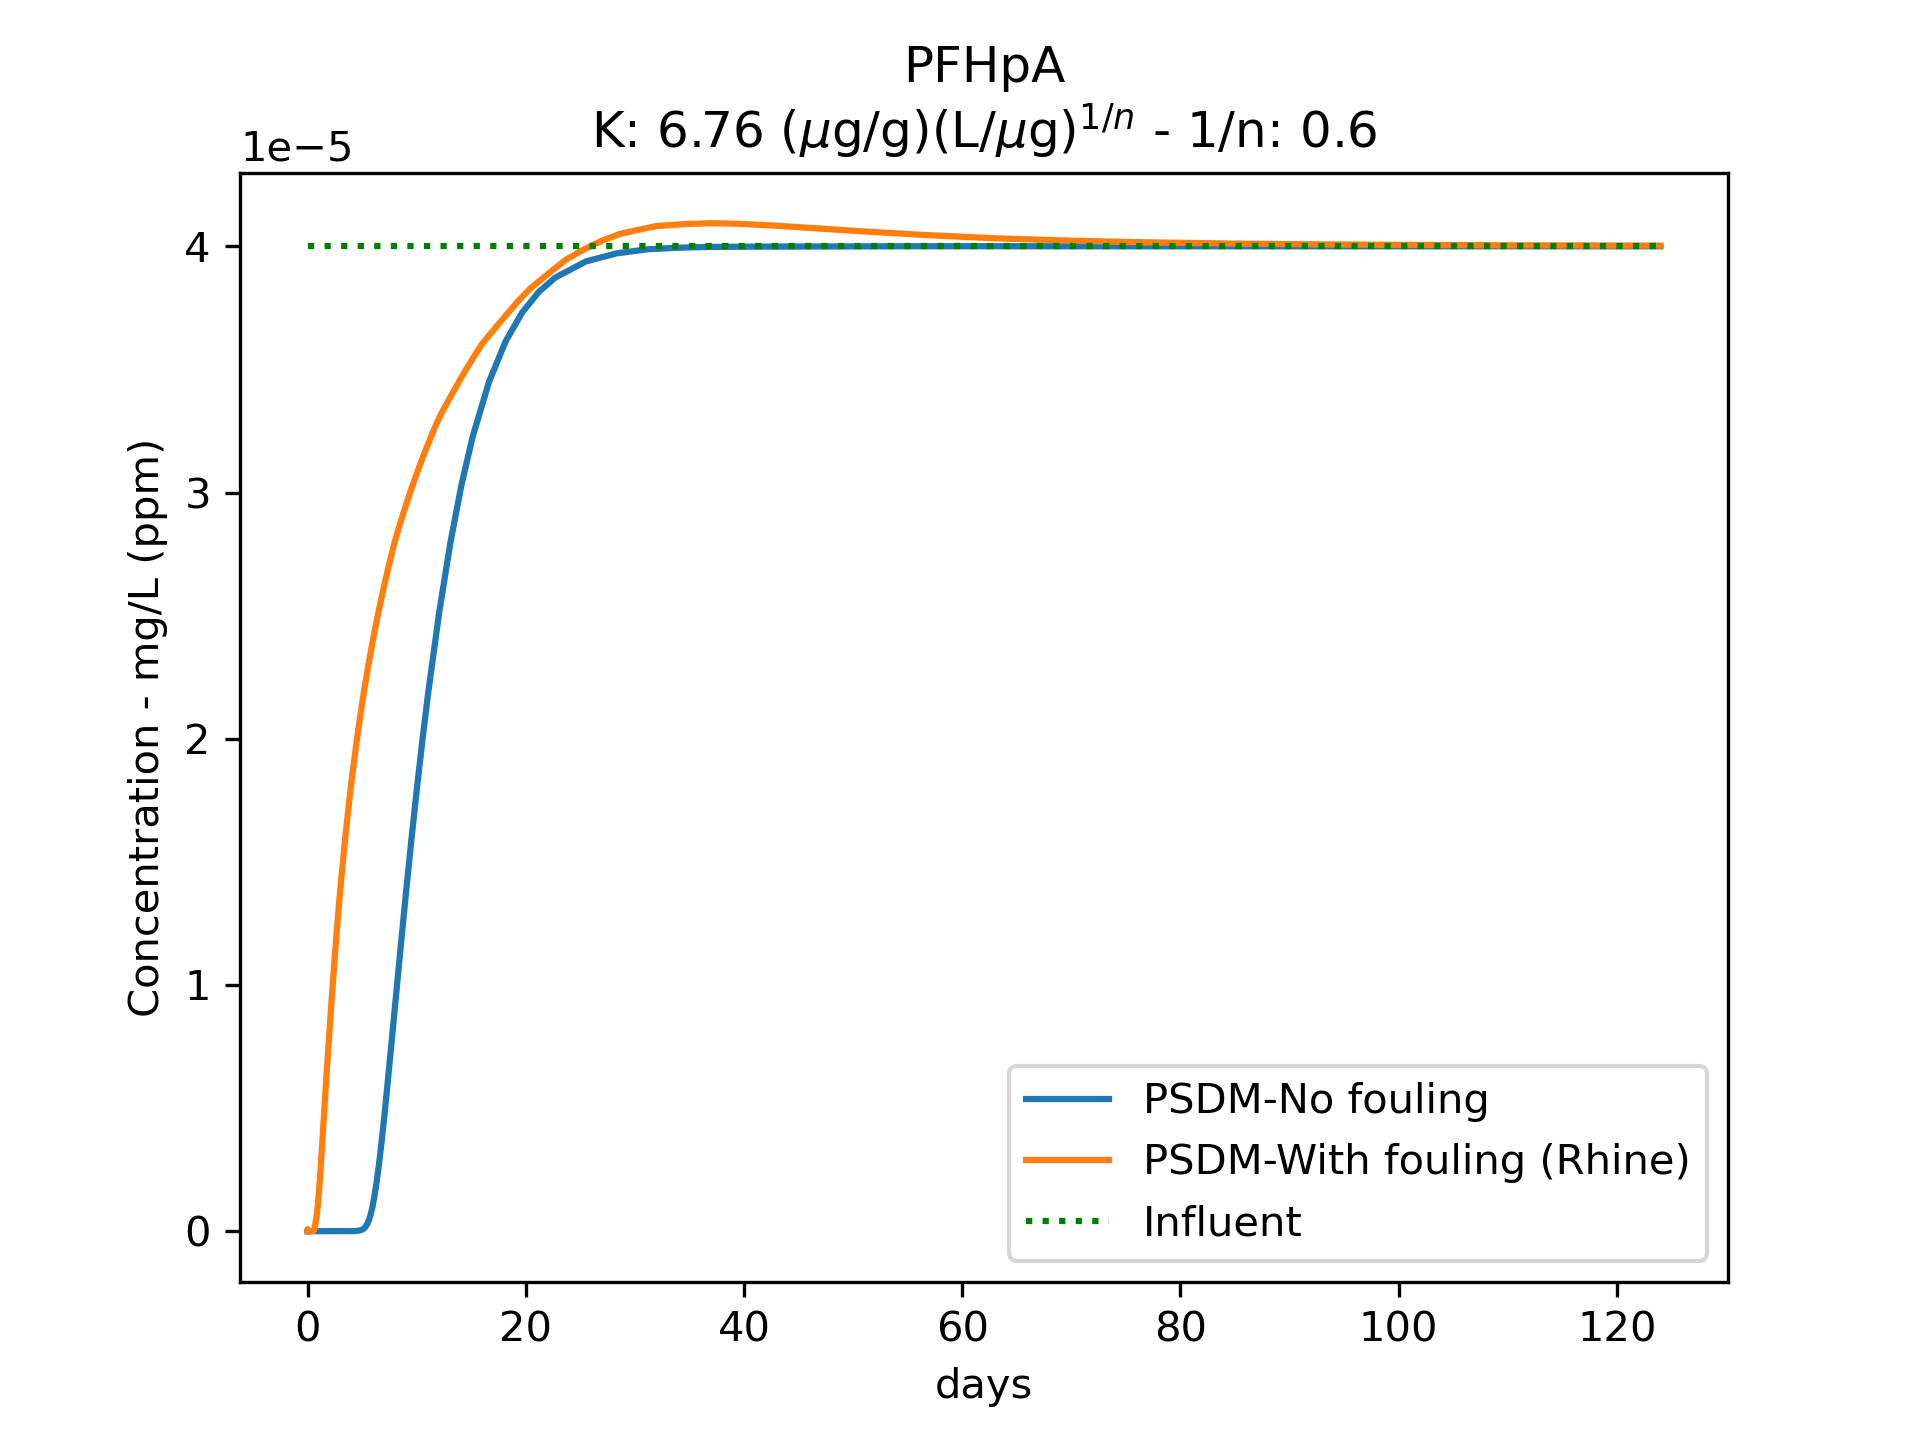 PFHpA
K: 6.76 (μg/g)(L/μg)^{1/n} - 1/n: 0.6
1e−5
4
3
2
1
0
Concentration - mg/L (ppm)
PSDM-No fouling
PSDM-With fouling (Rhine)
Influent
0 20 40 60 80 100 120
days